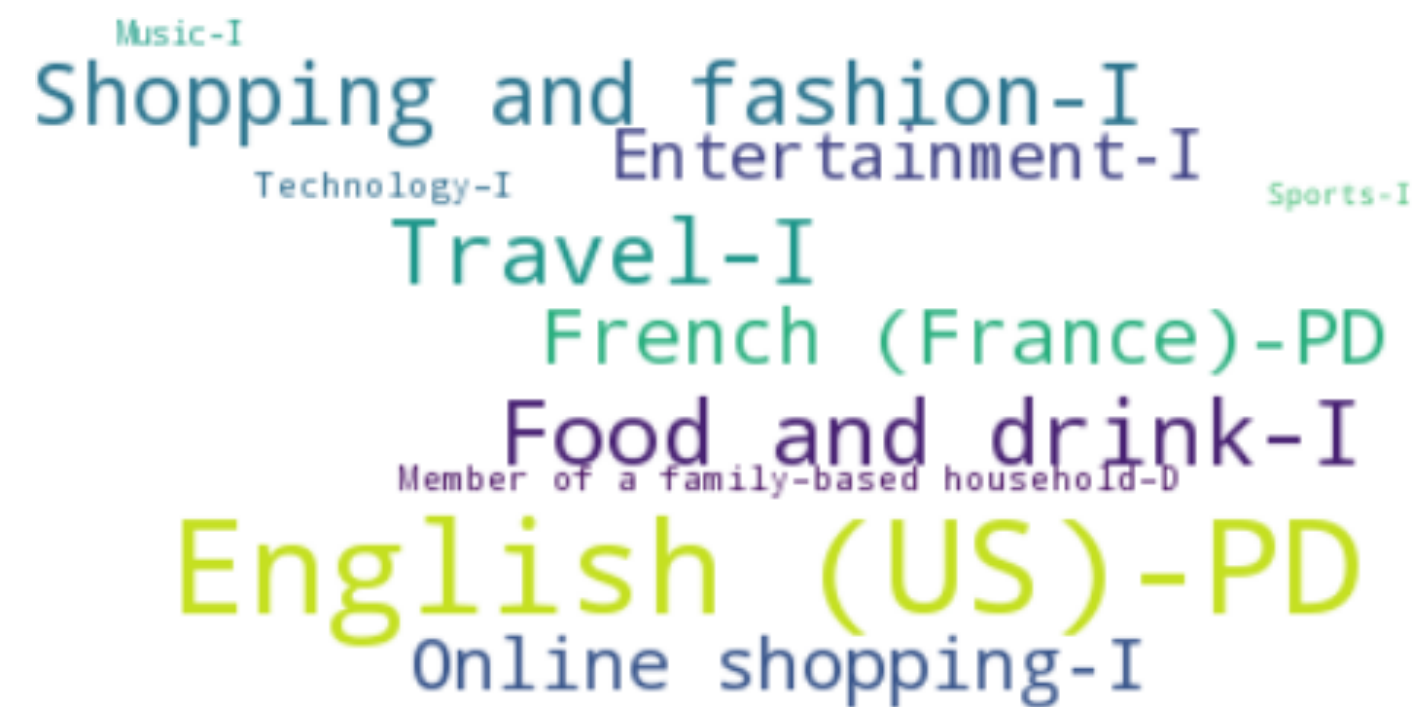 Music-I
Shopping and fashion-I
Entertainment-I
Technology-I
Sports-I
Travel-I
French (France)-PD
Food and drink-I
Member of a family-based household-D
English (US)-PD
Online shopping-I